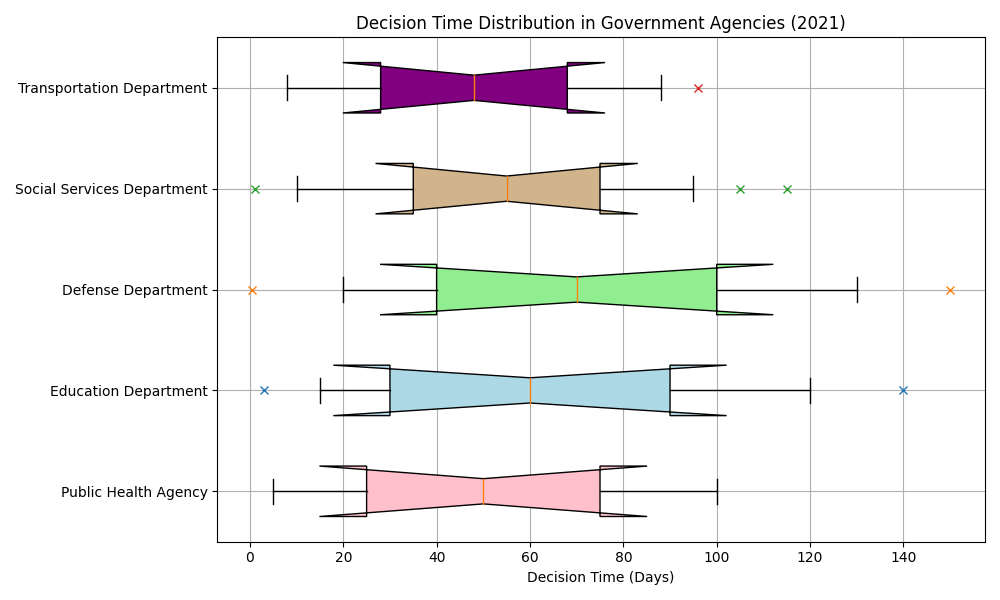 Decision Time Distribution in Government Agencies (2021)
Transportation Department
Social Services Department
Defense Department
Education Department
Public Health Agency
0 20 40 60 80 100 120 140
Decision Time (Days)